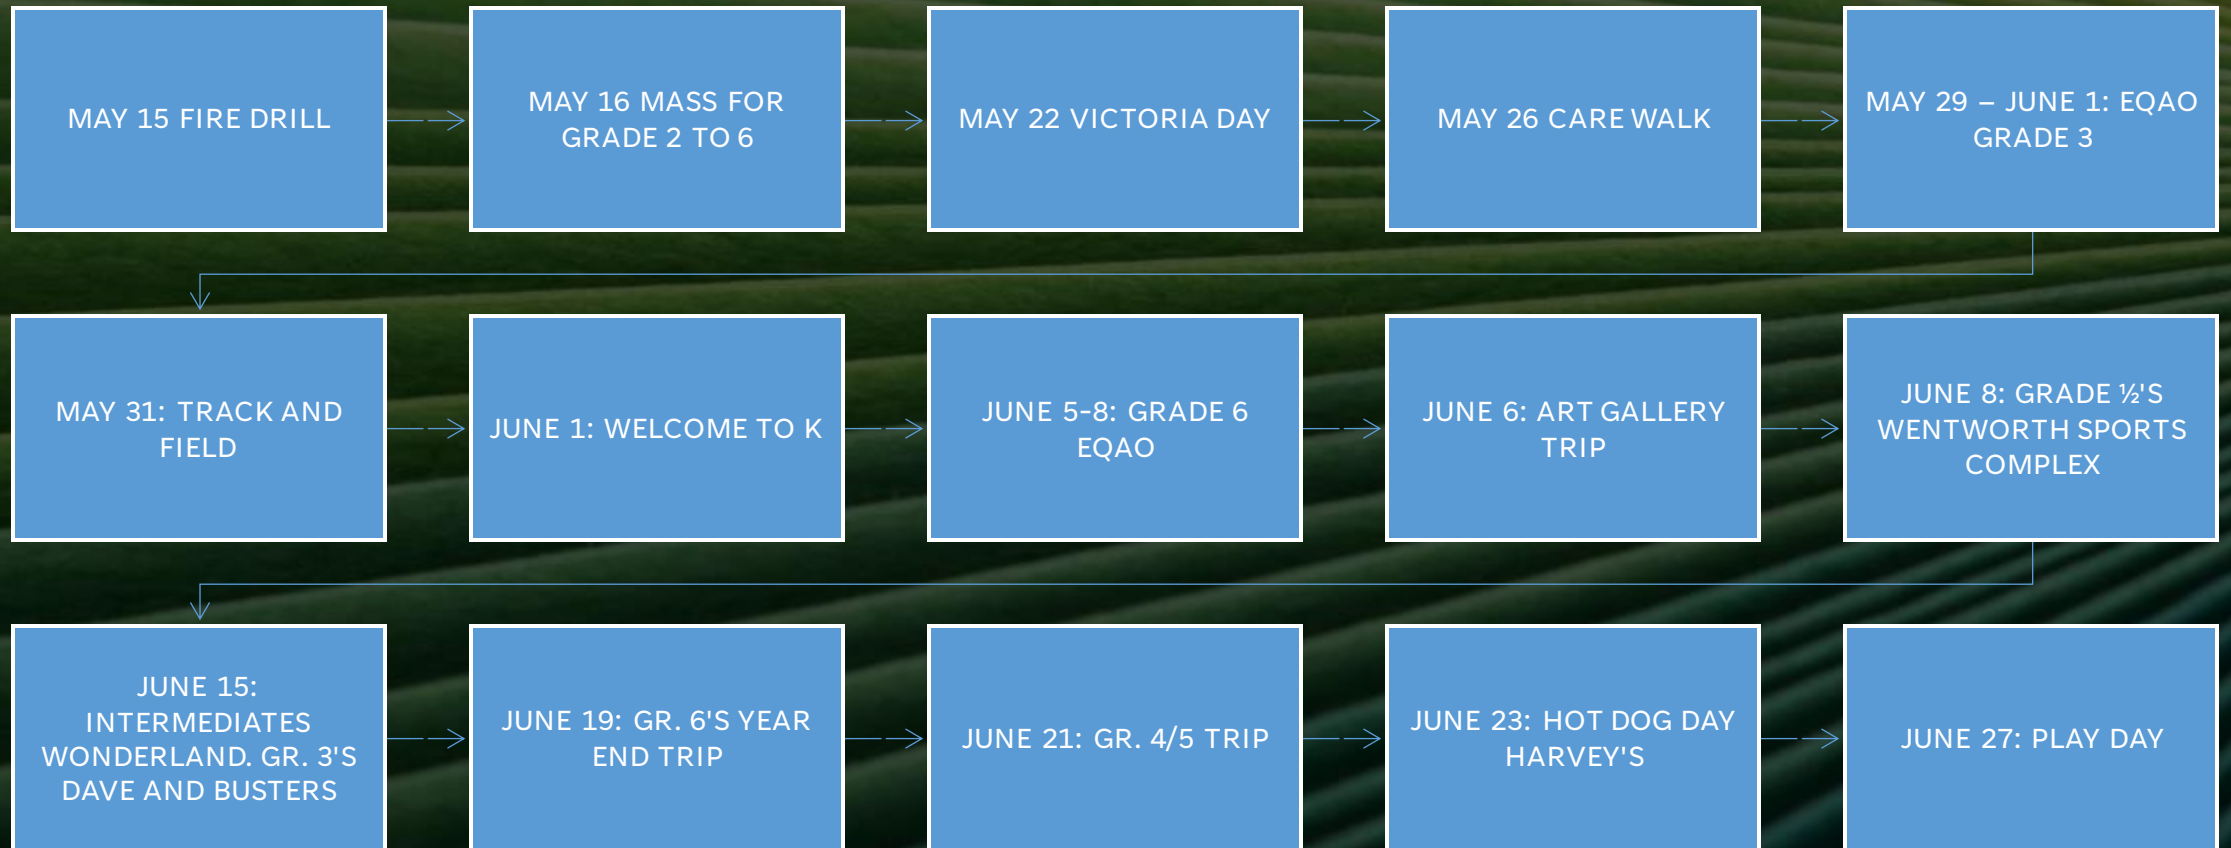 MAY 15 FIRE DRILL
MAY 16 MASS FOR
GRADE 2 TO 6
MAY 22 VICTORIA DAY
MAY 26 CARE WALK
MAY 29 – JUNE 1: EQAO
GRADE 3
MAY 31: TRACK AND
FIELD
JUNE 1: WELCOME TO K
JUNE 5-8: GRADE 6
EQAO
JUNE 6: ART GALLERY
TRIP
JUNE 8: GRADE ½'S
WENTWORTH SPORTS
COMPLEX
JUNE 15:
INTERMEDIATES
WONDERLAND. GR. 3'S
DAVE AND BUSTERS
JUNE 19: GR. 6'S YEAR
END TRIP
JUNE 21: GR. 4/5 TRIP
JUNE 23: HOT DOG DAY
HARVEY'S
JUNE 27: PLAY DAY